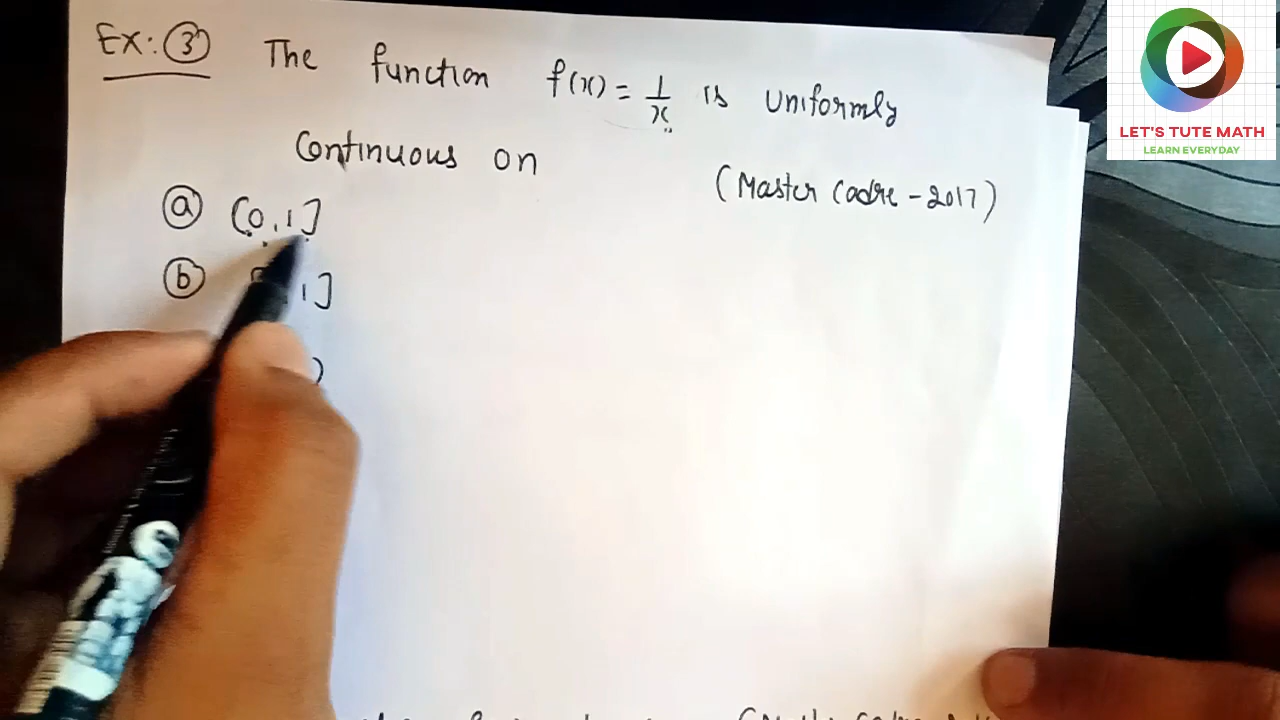 Ex: ③ The function f(x) = 1/x is Uniformly
Continuous on
(Master Cadre - 2017)
ⓐ (0, 1]
ⓑ 1]
)
LET'S TUTE MATH
LEARN EVERYDAY